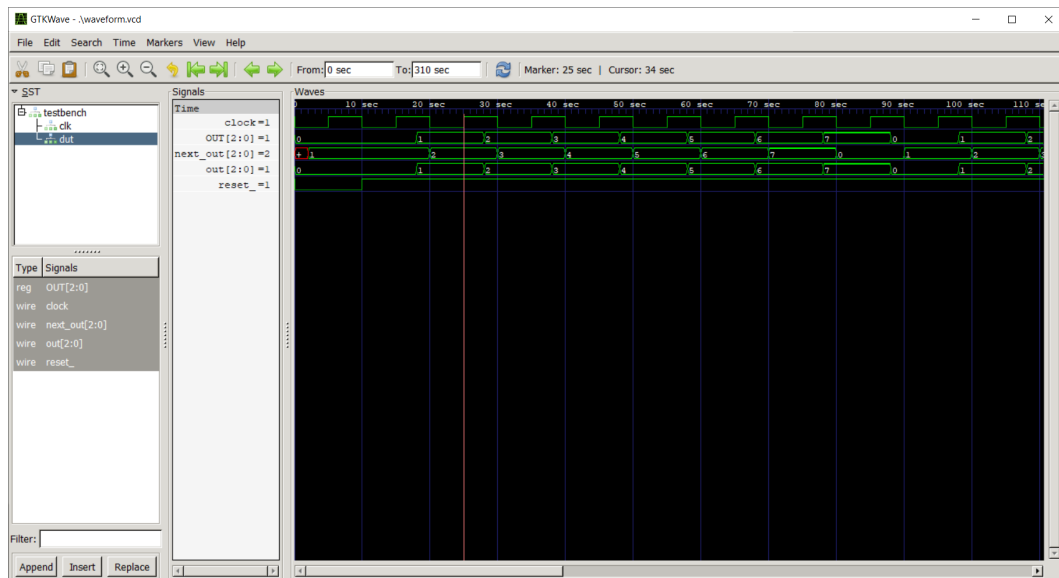 GTKWave - .\waveform.vcd
File Edit Search Time Markers View Help
From: 0 sec To: 310 sec Marker: 25 sec | Cursor: 34 sec
SST
testbench
clk
dut
Type Signals
reg OUT[2:0]
wire clock
wire next_out[2:0]
wire out[2:0]
wire reset_
Filter:
Append Insert Replace
Signals
Time
clock=1
OUT[2:0]=1
next_out[2:0]=2
out[2:0]=1
reset_=1
Waves
10 sec 20 sec 30 sec 40 sec 50 sec 60 sec 70 sec 80 sec 90 sec 100 sec 110 se
0 1 2 3 4 5 6 7 0 1 2
+ 1 2 3 4 5 6 7 0 1 2
0 1 2 3 4 5 6 7 0 1 2